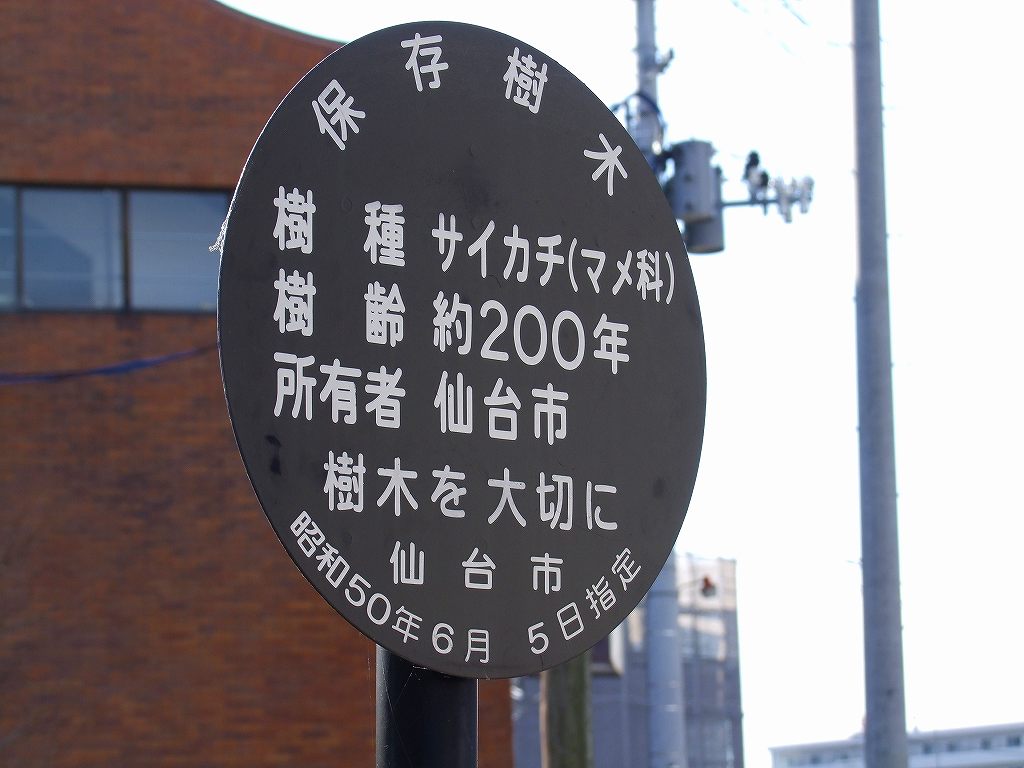 保存樹木
樹種 サイカチ(マメ科)
樹齢 約200年
所有者 仙台市
樹木を大切に
仙台市
昭和50年6月5日指定